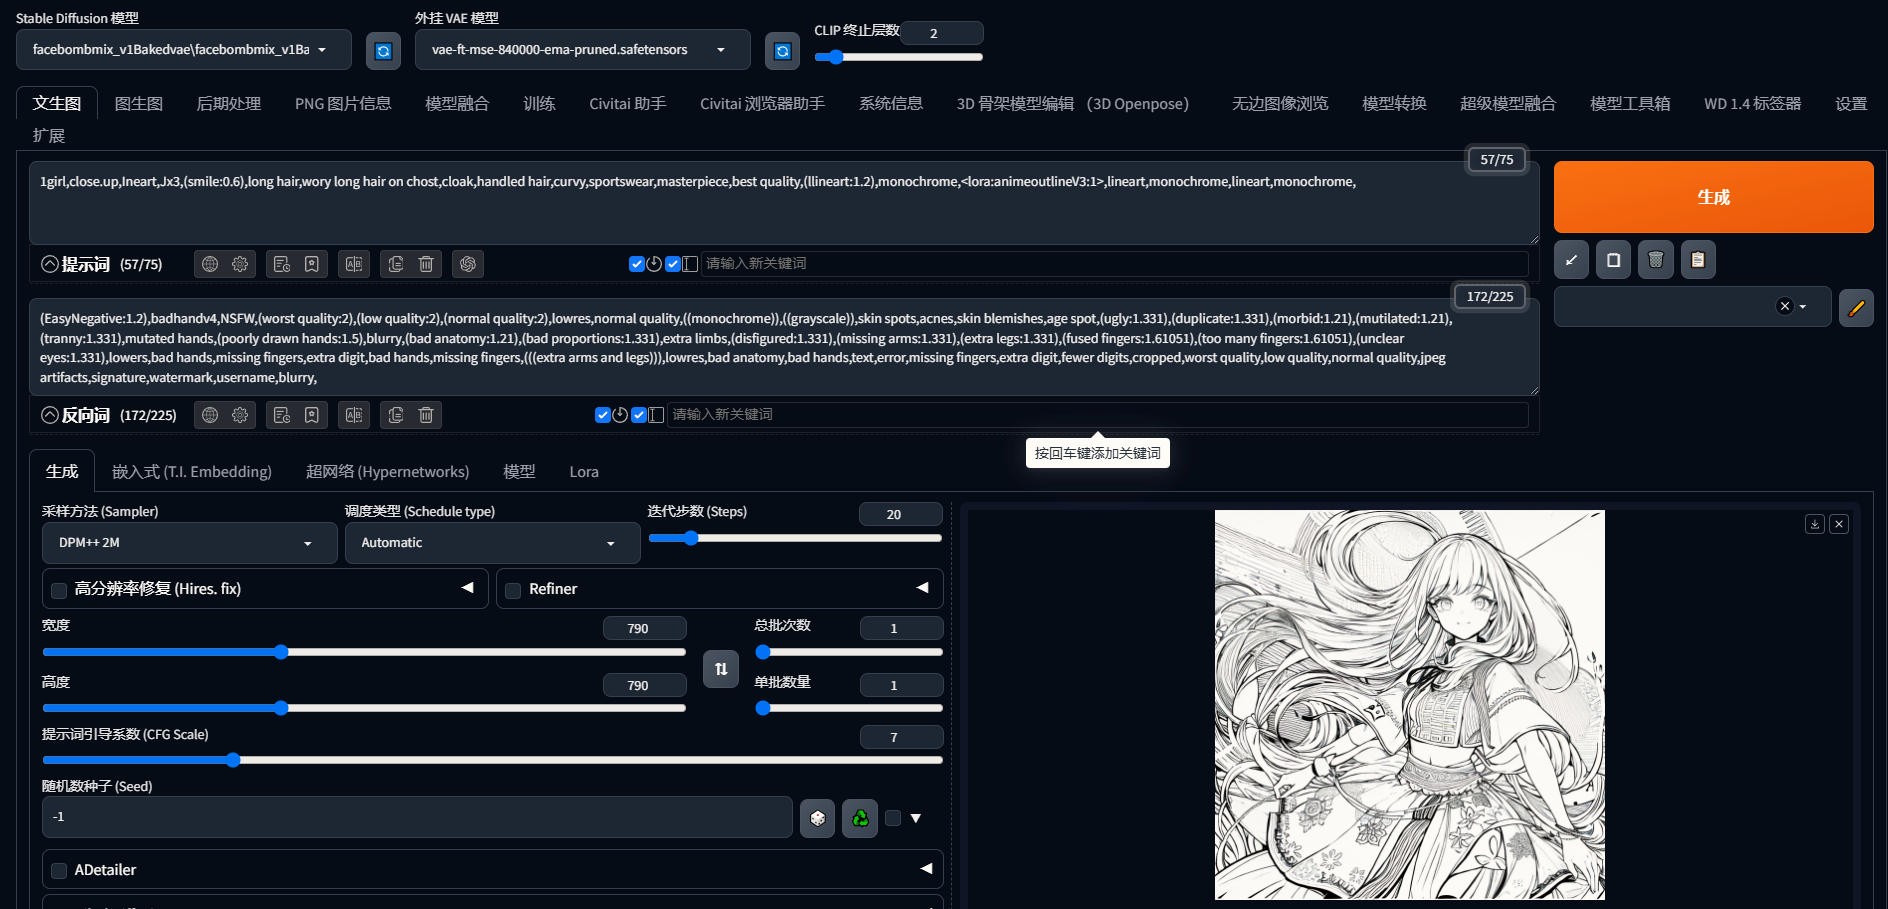 Stable Diffusion 模型
外挂 VAE 模型
CLIP 终止层数
2
facebombmix_v1Bakedvae\facebombmix_v1Ba
vae-ft-mse-840000-ema-pruned.safetensors
文生图 图生图 后期处理 PNG 图片信息 模型融合 训练 Civitai 助手 Civitai 浏览器助手 系统信息 3D 骨架模型编辑 （3D Openpose） 无边图像浏览 模型转换 超级模型融合 模型工具箱 WD 1.4 标签器 设置
扩展
57/75
1girl,close.up,Ineart,Jx3,(smile:0.6),long hair,wory long hair on chost,cloak,handled hair,curvy,sportswear,masterpiece,best quality,(llineart:1.2),monochrome,<lora:animeoutlineV3:1>,lineart,monochrome,lineart,monochrome,
生成
提示词 (57/75)
请输入新关键词
172/225
(EasyNegative:1.2),badhandv4,NSFW,(worst quality:2),(low quality:2),(normal quality:2),lowres,normal quality,((monochrome)),((grayscale)),skin spots,acnes,skin blemishes,age spot,(ugly:1.331),(duplicate:1.331),(morbid:1.21),(mutilated:1.21),
(tranny:1.331),mutated hands,(poorly drawn hands:1.5),blurry,(bad anatomy:1.21),(bad proportions:1.331),extra limbs,(disfigured:1.331),(missing arms:1.331),(extra legs:1.331),(fused fingers:1.61051),(too many fingers:1.61051),(unclear
eyes:1.331),lowers,bad hands,missing fingers,extra digit,bad hands,missing fingers,(((extra arms and legs))),lowres,bad anatomy,bad hands,text,error,missing fingers,extra digit,fewer digits,cropped,worst quality,low quality,normal quality,jpeg
artifacts,signature,watermark,username,blurry,
反向词 (172/225)
请输入新关键词
按回车键添加关键词
生成 嵌入式 (T.I. Embedding) 超网络 (Hypernetworks) 模型 Lora
采样方法 (Sampler)
调度类型 (Schedule type)
迭代步数 (Steps)
20
DPM++ 2M
Automatic
高分辨率修复 (Hires. fix)
Refiner
宽度
790
总批次数
1
高度
790
单批数量
1
提示词引导系数 (CFG Scale)
7
随机数种子 (Seed)
-1
ADetailer